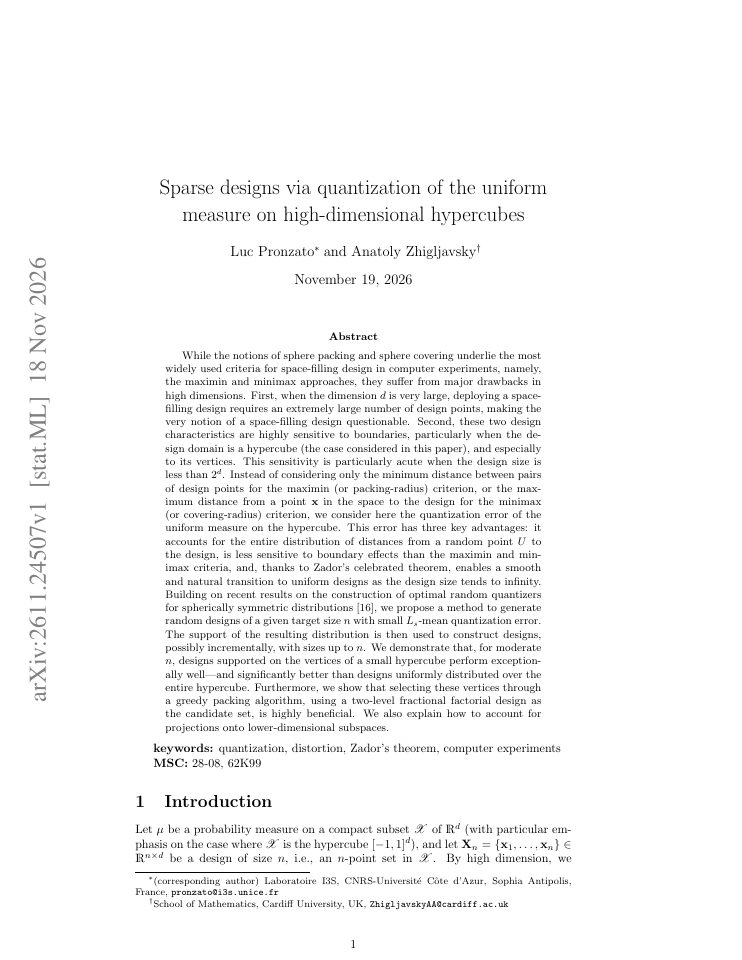 Sparse designs via quantization of the uniform
measure on high-dimensional hypercubes
Luc Pronzato* and Anatoly Zhigljavsky†
November 19, 2026
Abstract
While the notions of sphere packing and sphere covering underlie the most
widely used criteria for space-filling design in computer experiments, namely,
the maximin and minimax approaches, they suffer from major drawbacks in
high dimensions. First, when the dimension d is very large, deploying a space-
filling design requires an extremely large number of design points, making the
very notion of a space-filling design questionable. Second, these two design
characteristics are highly sensitive to boundaries, particularly when the de-
sign domain is a hypercube (the case considered in this paper), and especially
to its vertices. This sensitivity is particularly acute when the design size is
less than 2^d. Instead of considering only the minimum distance between pairs
of design points for the maximin (or packing-radius) criterion, or the max-
imum distance from a point x in the space to the design for the minimax
(or covering-radius) criterion, we consider here the quantization error of the
uniform measure on the hypercube. This error has three key advantages: it
accounts for the entire distribution of distances from a random point U to
the design, is less sensitive to boundary effects than the maximin and min-
imax criteria, and, thanks to Zador's celebrated theorem, enables a smooth
and natural transition to uniform designs as the design size tends to infinity.
Building on recent results on the construction of optimal random quantizers
for spherically symmetric distributions [16], we propose a method to generate
random designs of a given target size n with small L_s-mean quantization error.
The support of the resulting distribution is then used to construct designs,
possibly incrementally, with sizes up to n. We demonstrate that, for moderate
n, designs supported on the vertices of a small hypercube perform exception-
ally well—and significantly better than designs uniformly distributed over the
entire hypercube. Furthermore, we show that selecting these vertices through
a greedy packing algorithm, using a two-level fractional factorial design as
the candidate set, is highly beneficial. We also explain how to account for
projections onto lower-dimensional subspaces.
keywords: quantization, distortion, Zador's theorem, computer experiments
MSC: 28-08, 62K99
1 Introduction
Let μ be a probability measure on a compact subset 𝒳 of ℝ^d (with particular em-
phasis on the case where 𝒳 is the hypercube [−1, 1]^d), and let X_n = {x_1, . . . , x_n} ∈
ℝ^{n×d} be a design of size n, i.e., an n-point set in 𝒳. By high dimension, we
*(corresponding author) Laboratoire I3S, CNRS-Université Côte d'Azur, Sophia Antipolis,
France, pronzato@i3s.unice.fr
†School of Mathematics, Cardiff University, UK, ZhigljavskyAA@cardiff.ac.uk
1
arXiv:2611.24507v1 [stat.ML] 18 Nov 2026